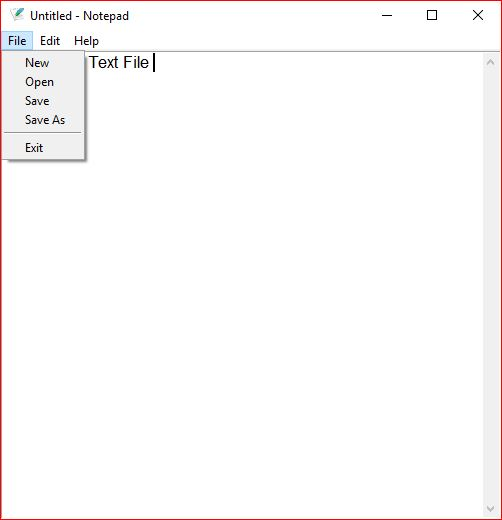 Untitled - Notepad
File Edit Help
Text File
New
Open
Save
Save As
Exit